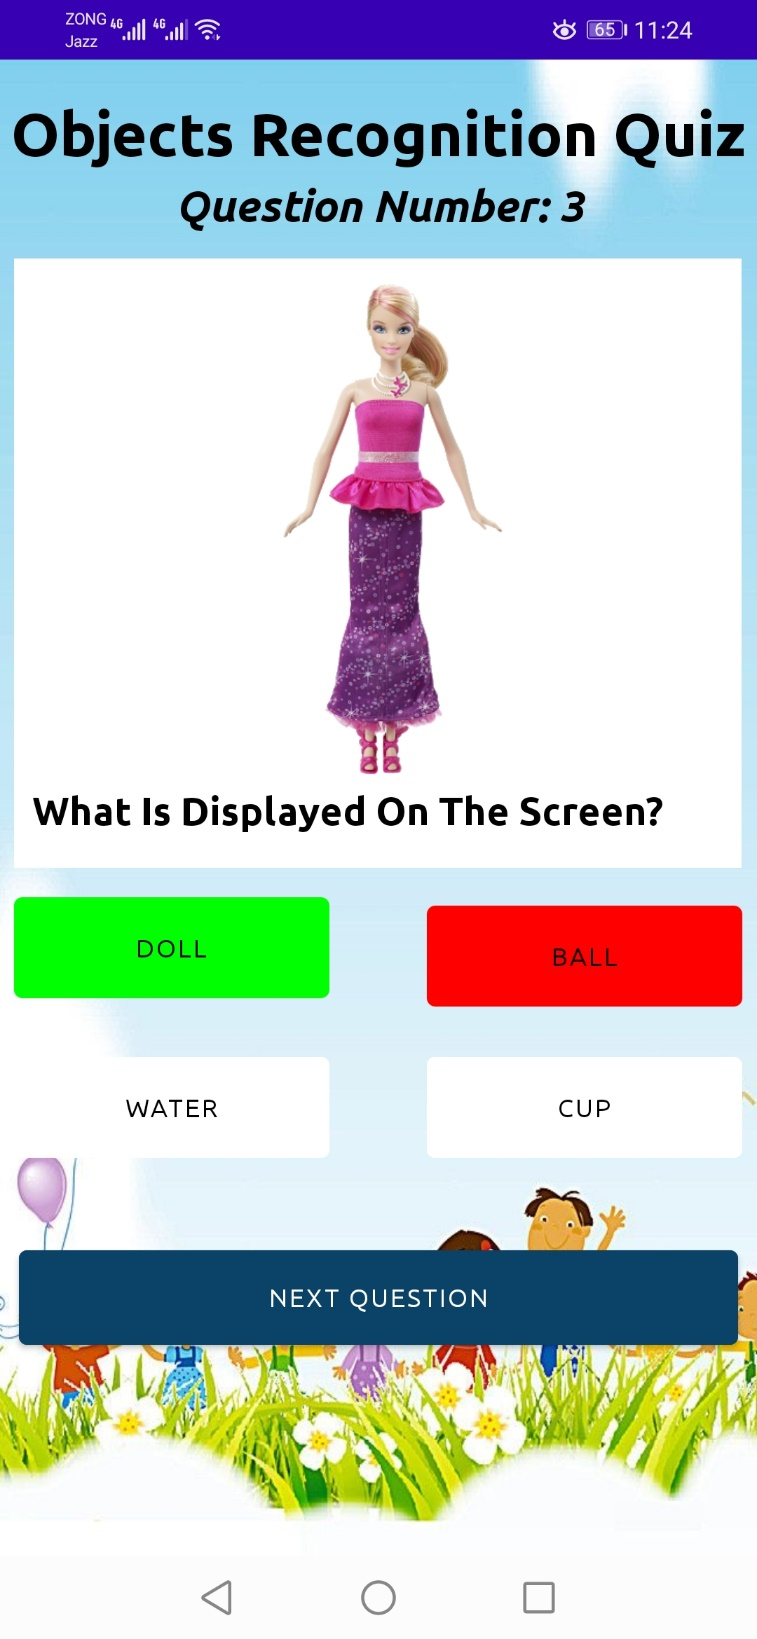 ZONG 4G 4G 65 11:24
Jazz
Objects Recognition Quiz
Question Number: 3
What Is Displayed On The Screen?
DOLL
BALL
WATER
CUP
NEXT QUESTION